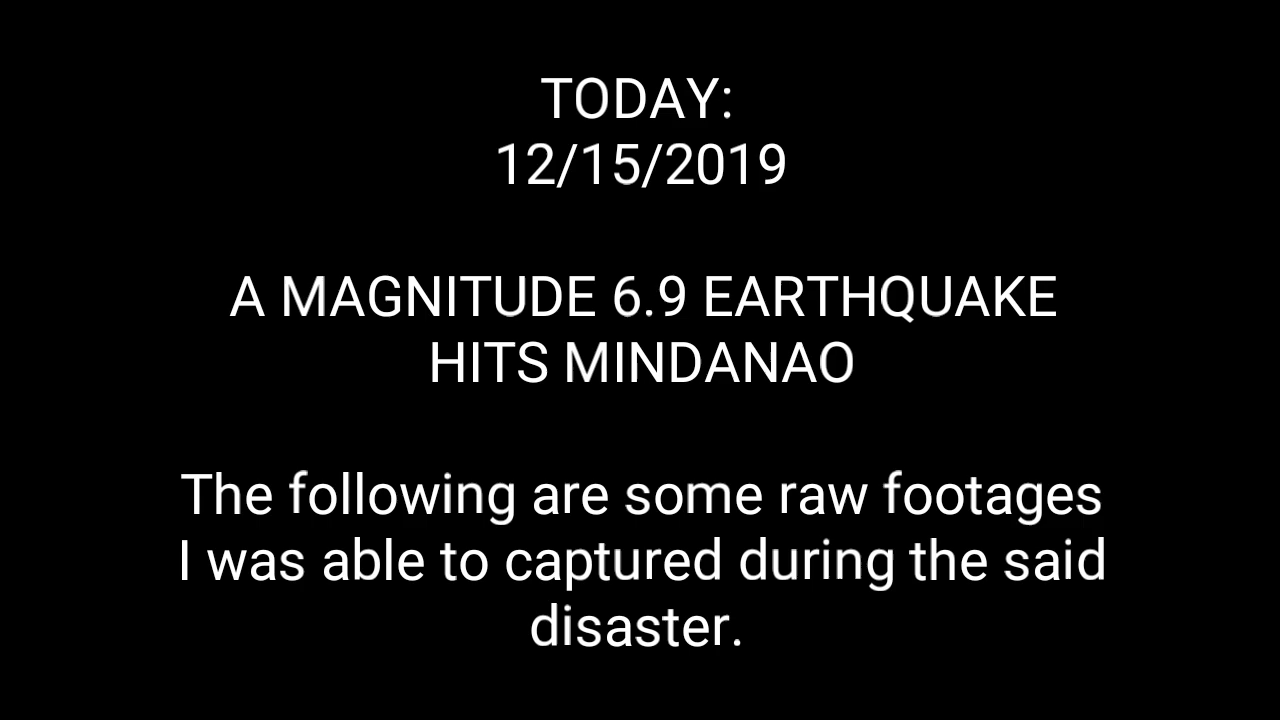 TODAY:
12/15/2019
A MAGNITUDE 6.9 EARTHQUAKE
HITS MINDANAO
The following are some raw footages
I was able to captured during the said
disaster.